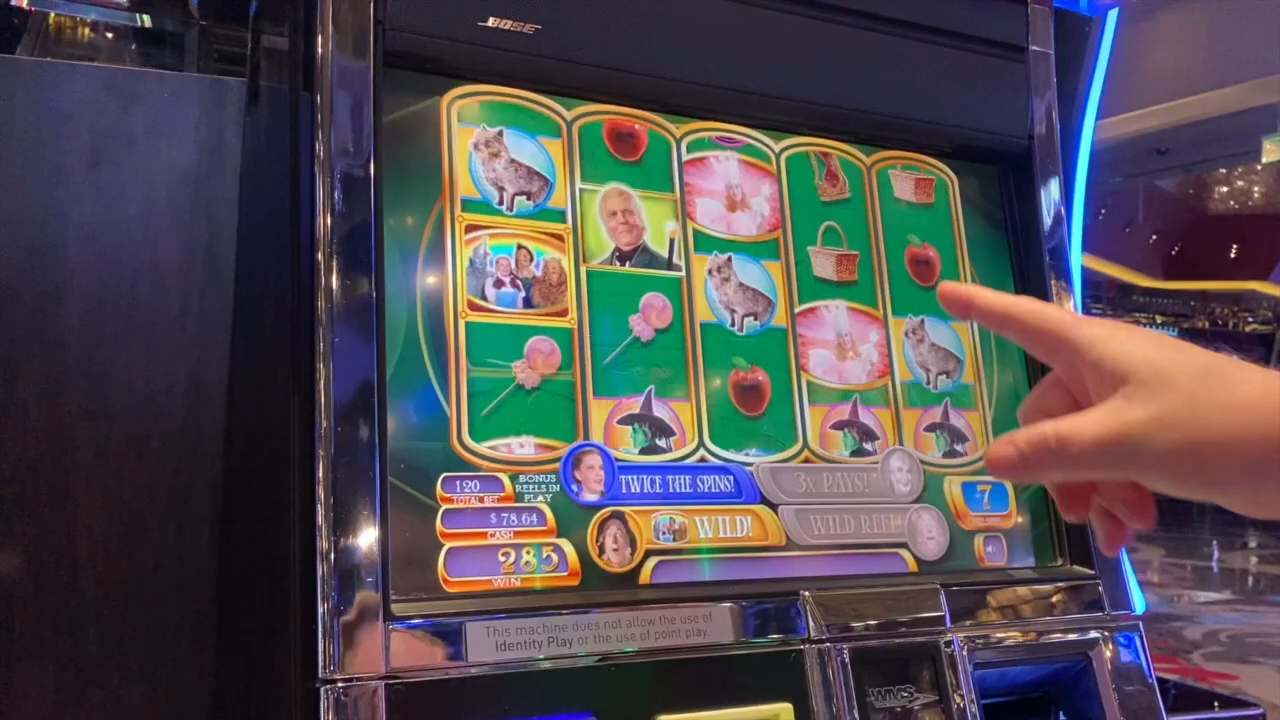 BOSE
120
TOTAL BET
BONUS
REELS IN
PLAY
TWICE THE SPINS!
3x PAYS!
$ 78.64
CASH
WILD!
WILD REEL
7
285
WIN
This machine does not allow the use of
Identity Play or the use of point play.
WMS